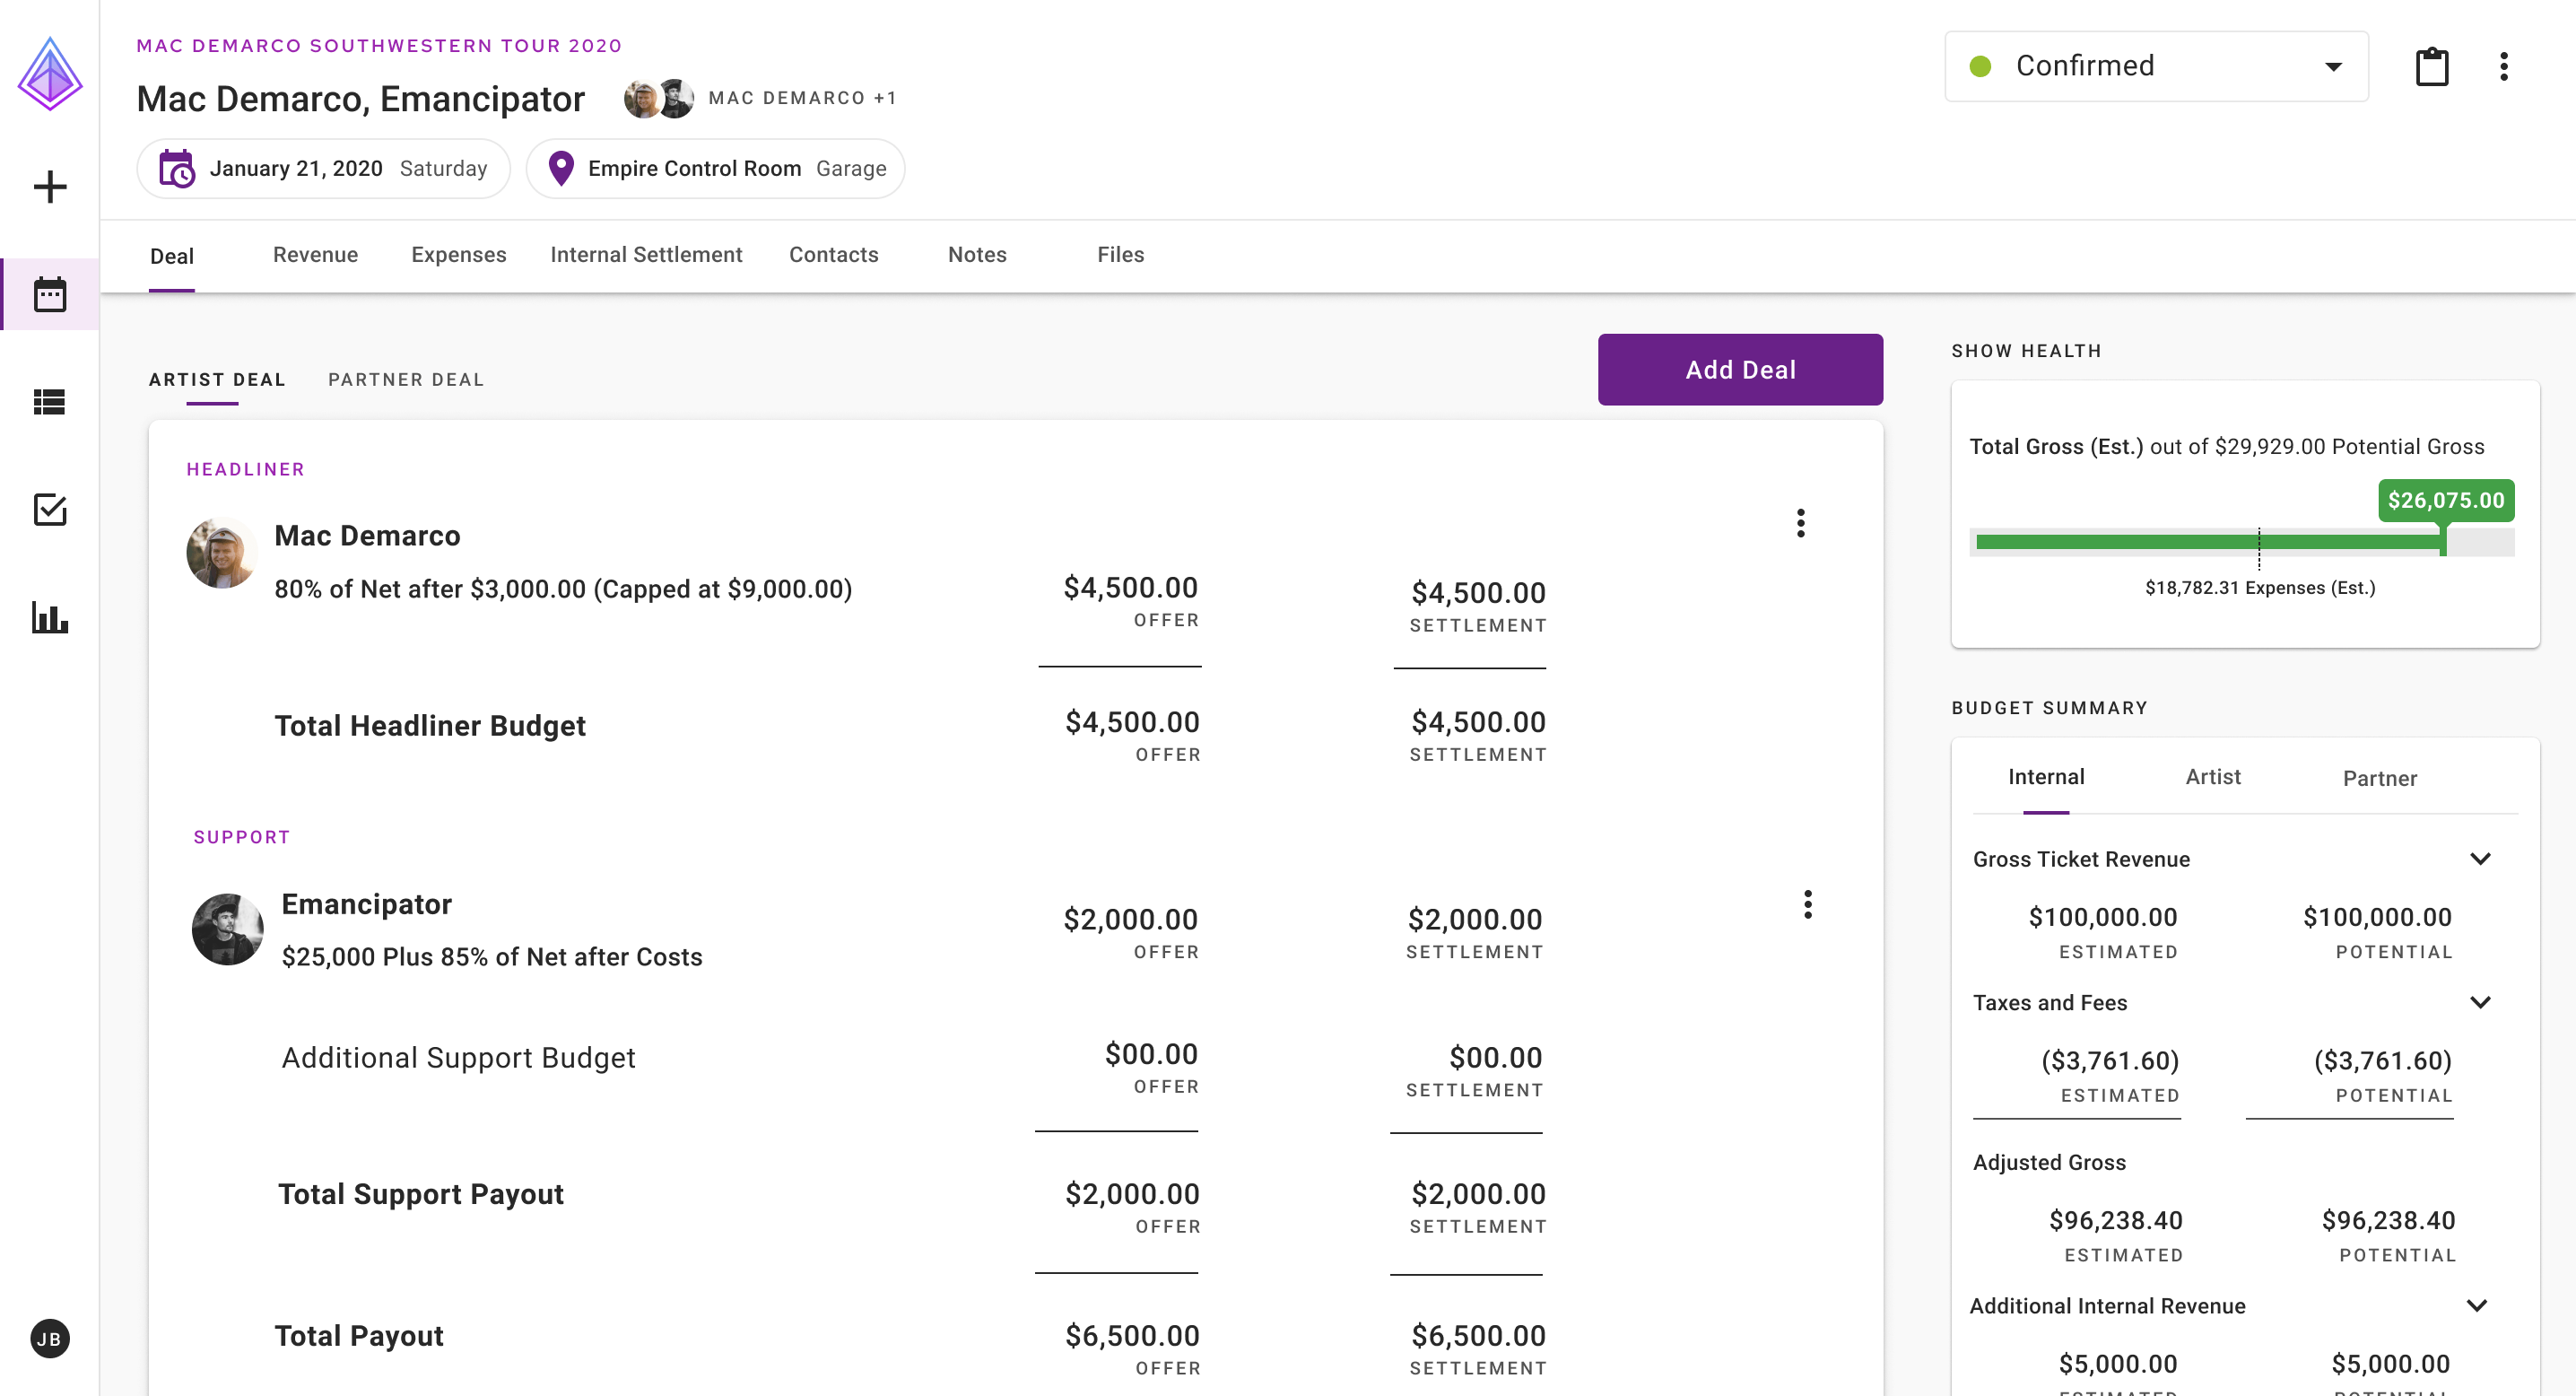 MAC DEMARCO SOUTHWESTERN TOUR 2020
Mac Demarco, Emancipator
MAC DEMARCO +1
Confirmed
January 21, 2020 Saturday
Empire Control Room Garage
Deal Revenue Expenses Internal Settlement Contacts Notes Files
ARTIST DEAL PARTNER DEAL
Add Deal
HEADLINER
Mac Demarco
80% of Net after $3,000.00 (Capped at $9,000.00)
$4,500.00
OFFER
$4,500.00
SETTLEMENT
Total Headliner Budget
$4,500.00
OFFER
$4,500.00
SETTLEMENT
SUPPORT
Emancipator
$25,000 Plus 85% of Net after Costs
$2,000.00
OFFER
$2,000.00
SETTLEMENT
Additional Support Budget
$00.00
OFFER
$00.00
SETTLEMENT
Total Support Payout
$2,000.00
OFFER
$2,000.00
SETTLEMENT
Total Payout
$6,500.00
OFFER
$6,500.00
SETTLEMENT
SHOW HEALTH
Total Gross (Est.) out of $29,929.00 Potential Gross
$26,075.00
$18,782.31 Expenses (Est.)
BUDGET SUMMARY
Internal Artist Partner
Gross Ticket Revenue
$100,000.00
ESTIMATED
$100,000.00
POTENTIAL
Taxes and Fees
($3,761.60)
ESTIMATED
($3,761.60)
POTENTIAL
Adjusted Gross
$96,238.40
ESTIMATED
$96,238.40
POTENTIAL
Additional Internal Revenue
$5,000.00
ESTIMATED
$5,000.00
POTENTIAL
JB